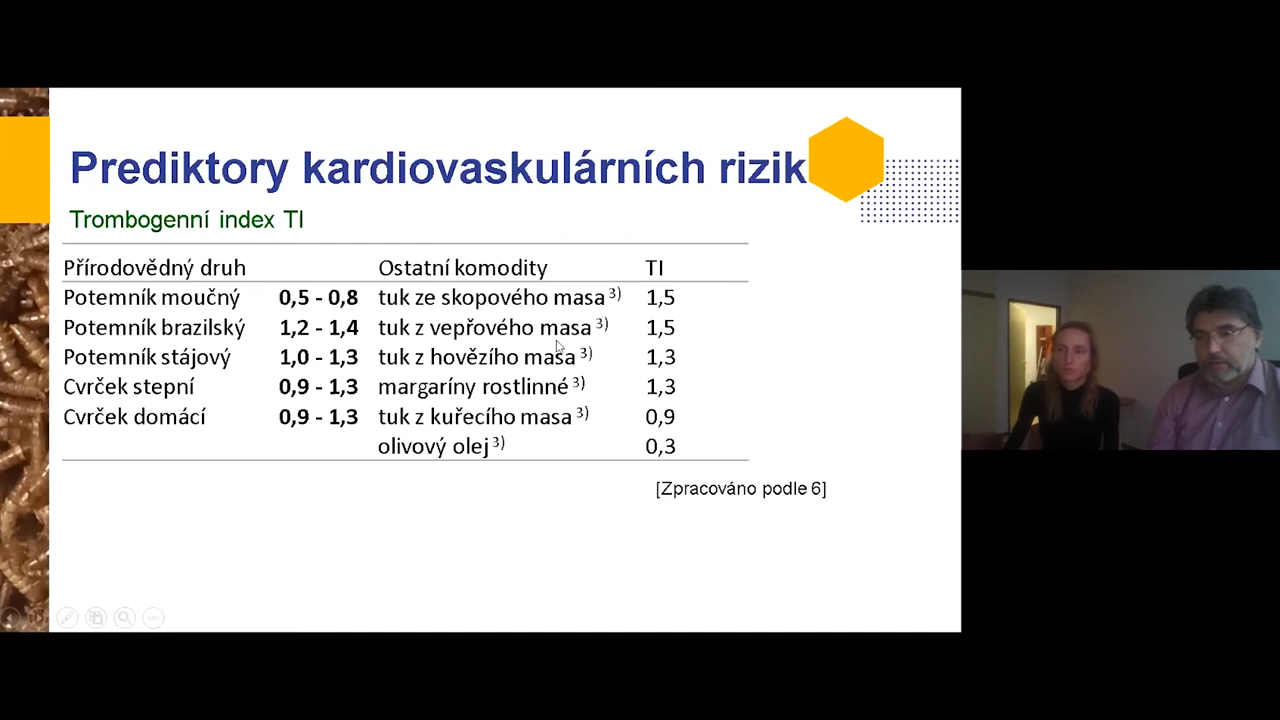 Prediktory kardiovaskulárních rizik
Trombogenní index TI
Přírodovědný druh Ostatní komodity TI
Potemník moučný 0,5 - 0,8 tuk ze skopového masa 3) 1,5
Potemník brazilský 1,2 - 1,4 tuk z vepřového masa 3) 1,5
Potemník stájový 1,0 - 1,3 tuk z hovězího masa 3) 1,3
Cvrček stepní 0,9 - 1,3 margaríny rostlinné 3) 1,3
Cvrček domácí 0,9 - 1,3 tuk z kuřecího masa 3) 0,9
olivový olej 3) 0,3
[Zpracováno podle 6]